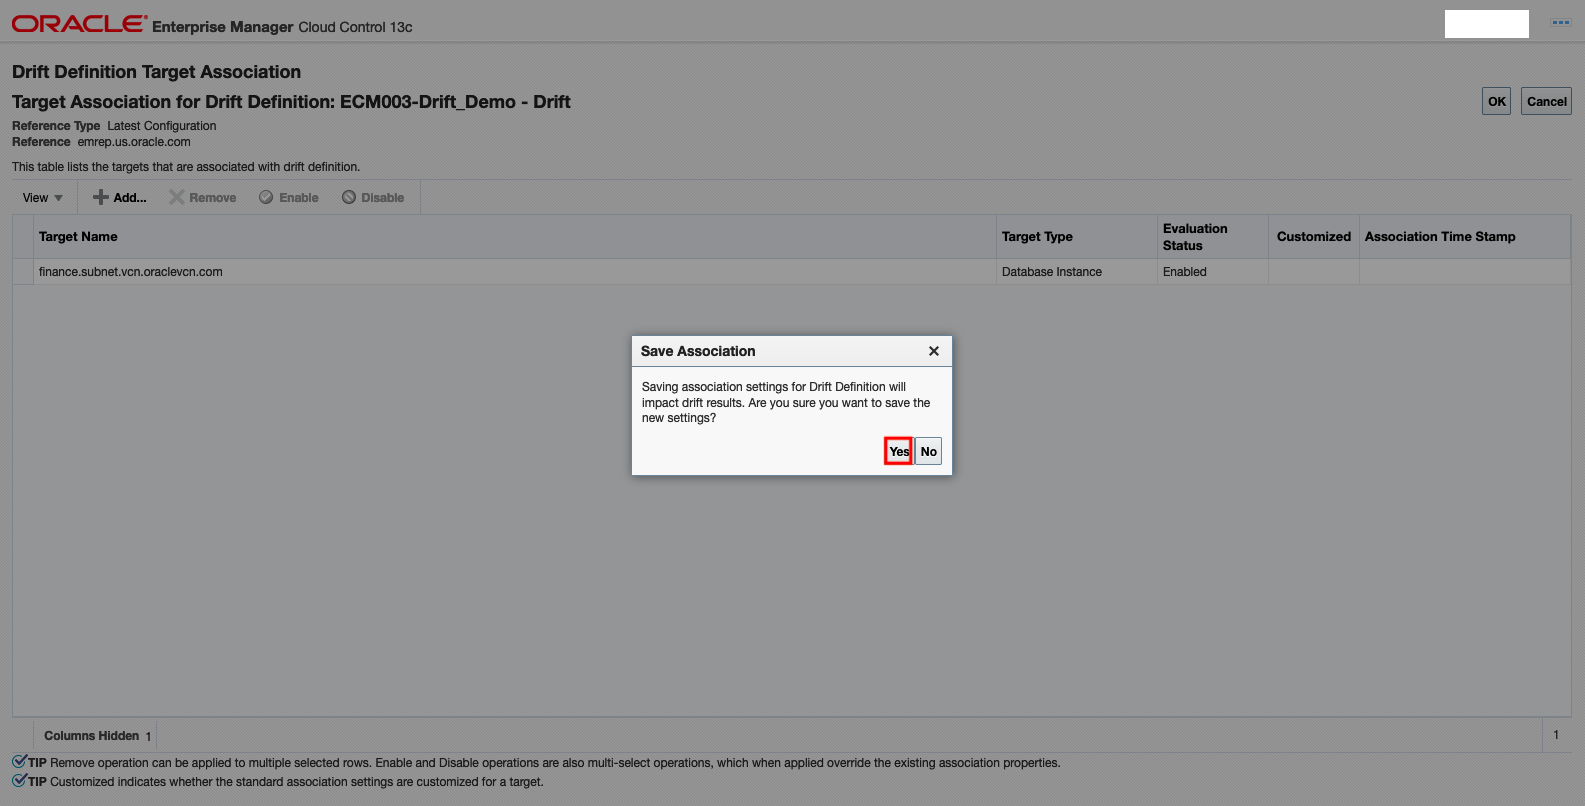 ORACLE Enterprise Manager Cloud Control 13c
Drift Definition Target Association
Target Association for Drift Definition: ECM003-Drift_Demo - Drift
OK Cancel
Reference Type Latest Configuration
Reference emrep.us.oracle.com
This table lists the targets that are associated with drift definition.
View Add... Remove Enable Disable
Target Name Target Type Evaluation Status Customized Association Time Stamp
finance.subnet.vcn.oraclevcn.com Database Instance Enabled
Save Association
Saving association settings for Drift Definition will
impact drift results. Are you sure you want to save the
new settings?
Yes No
Columns Hidden 1 1
TIP Remove operation can be applied to multiple selected rows. Enable and Disable operations are also multi-select operations, which when applied override the existing association properties.
TIP Customized indicates whether the standard association settings are customized for a target.